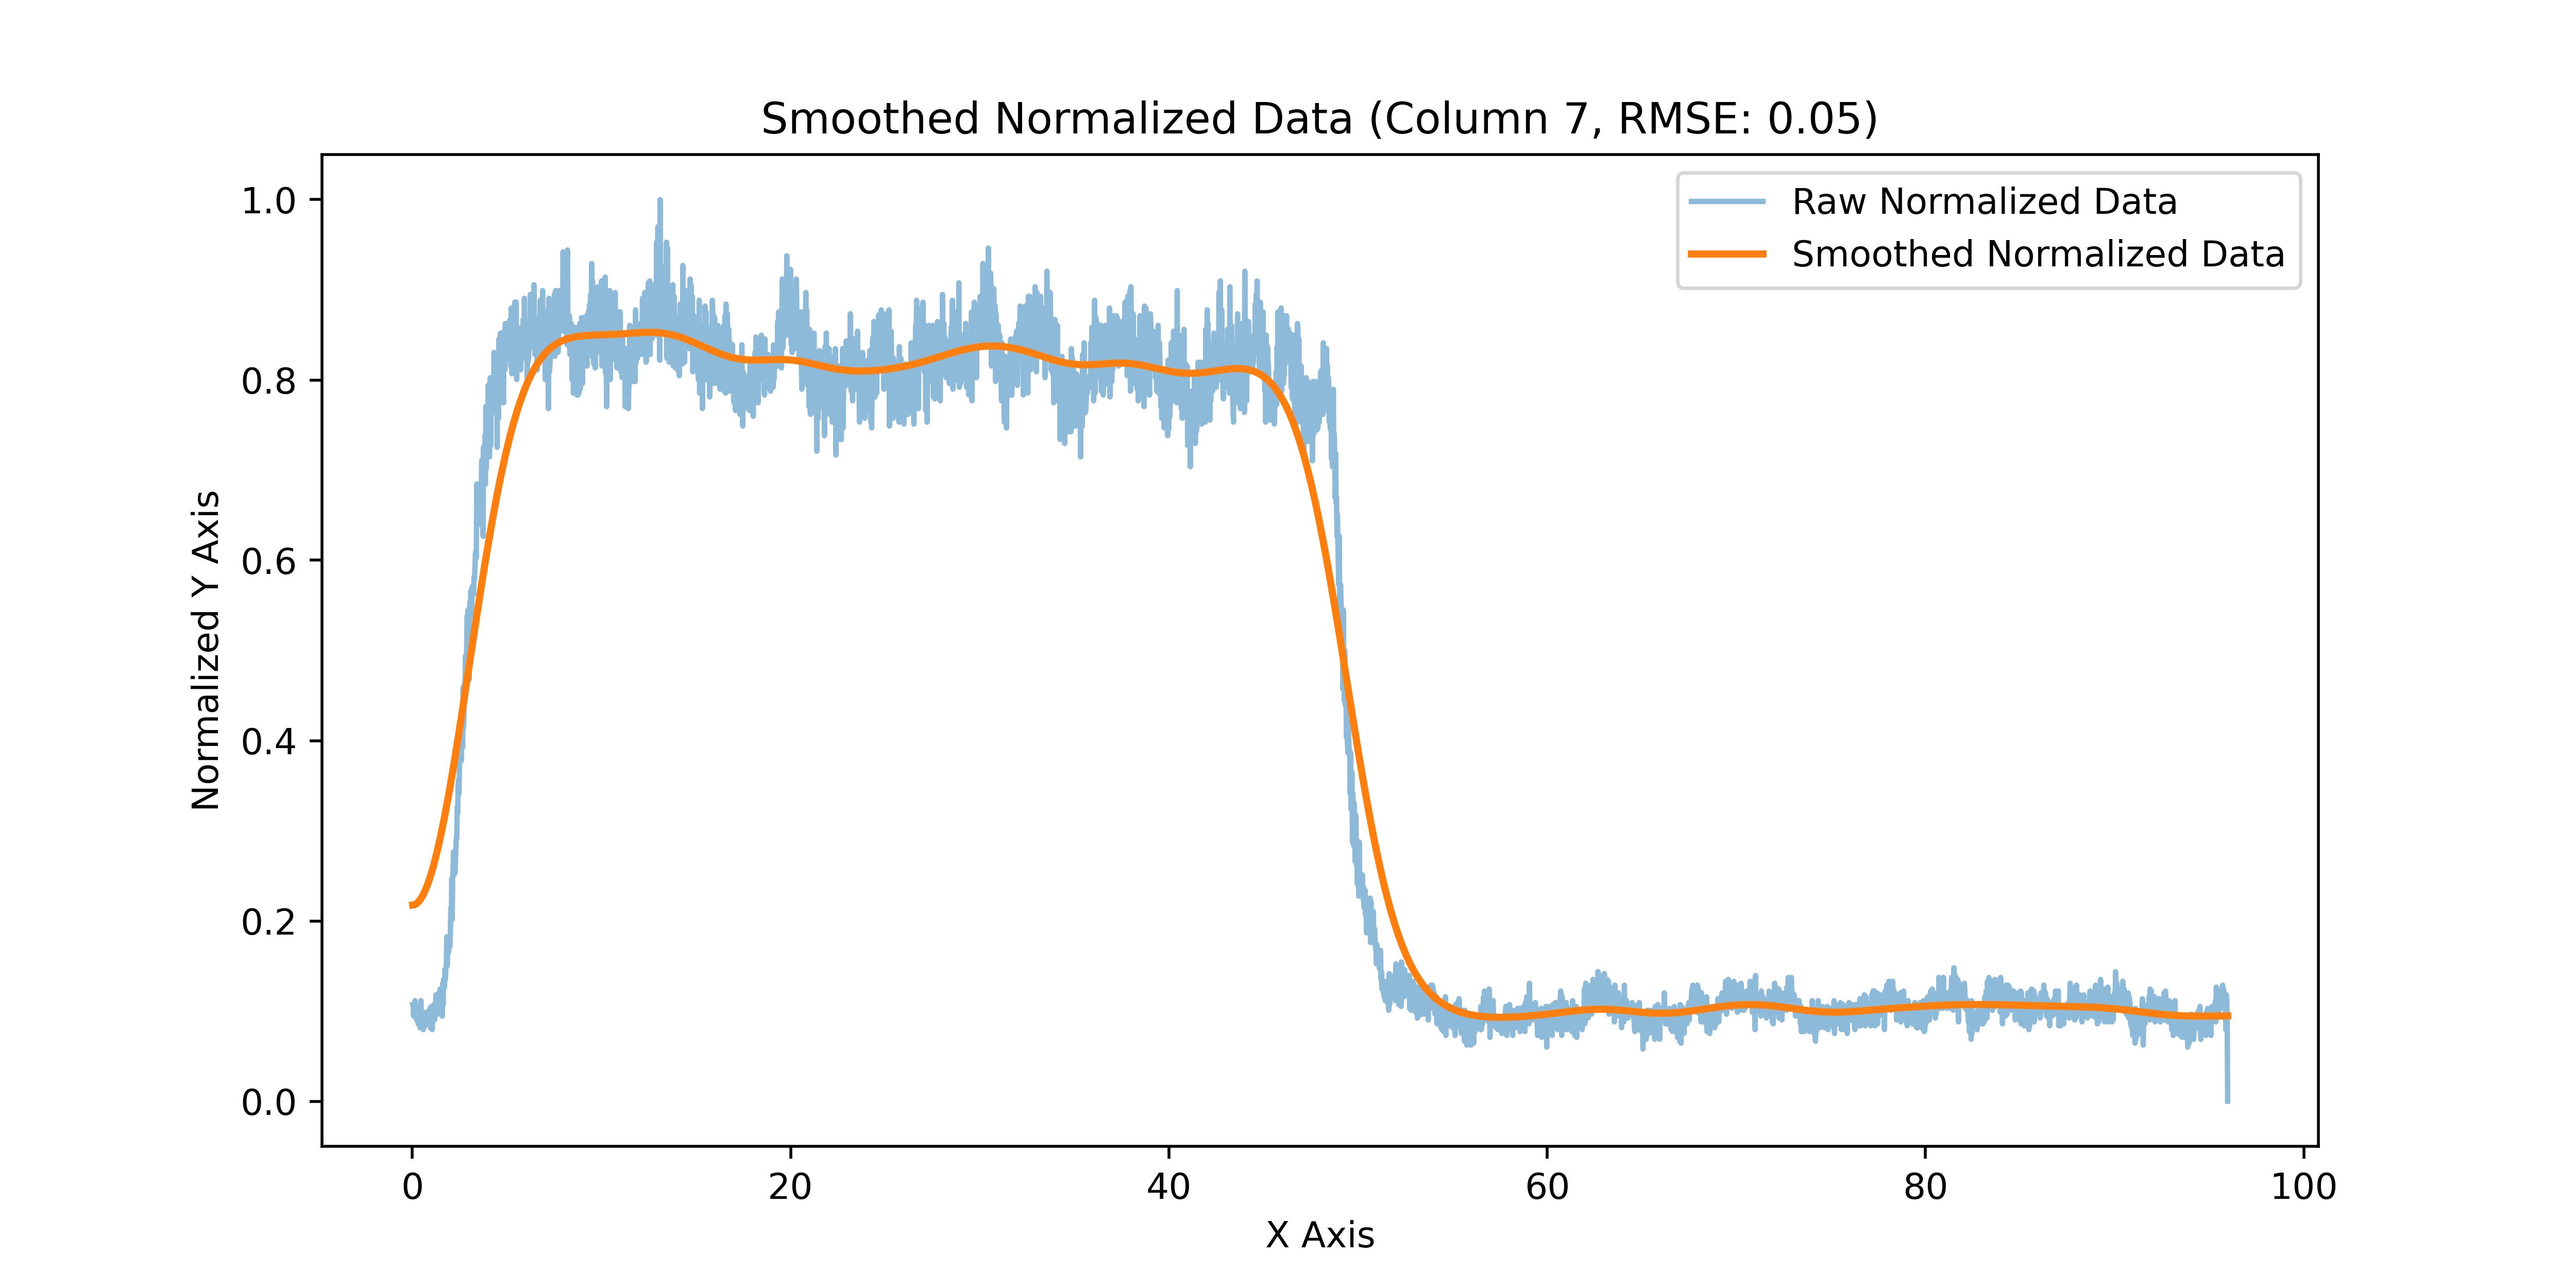 Smoothed Normalized Data (Column 7, RMSE: 0.05)
Raw Normalized Data
Smoothed Normalized Data
Normalized Y Axis
1.0
0.8
0.6
0.4
0.2
0.0
0 20 40 60 80 100
X Axis